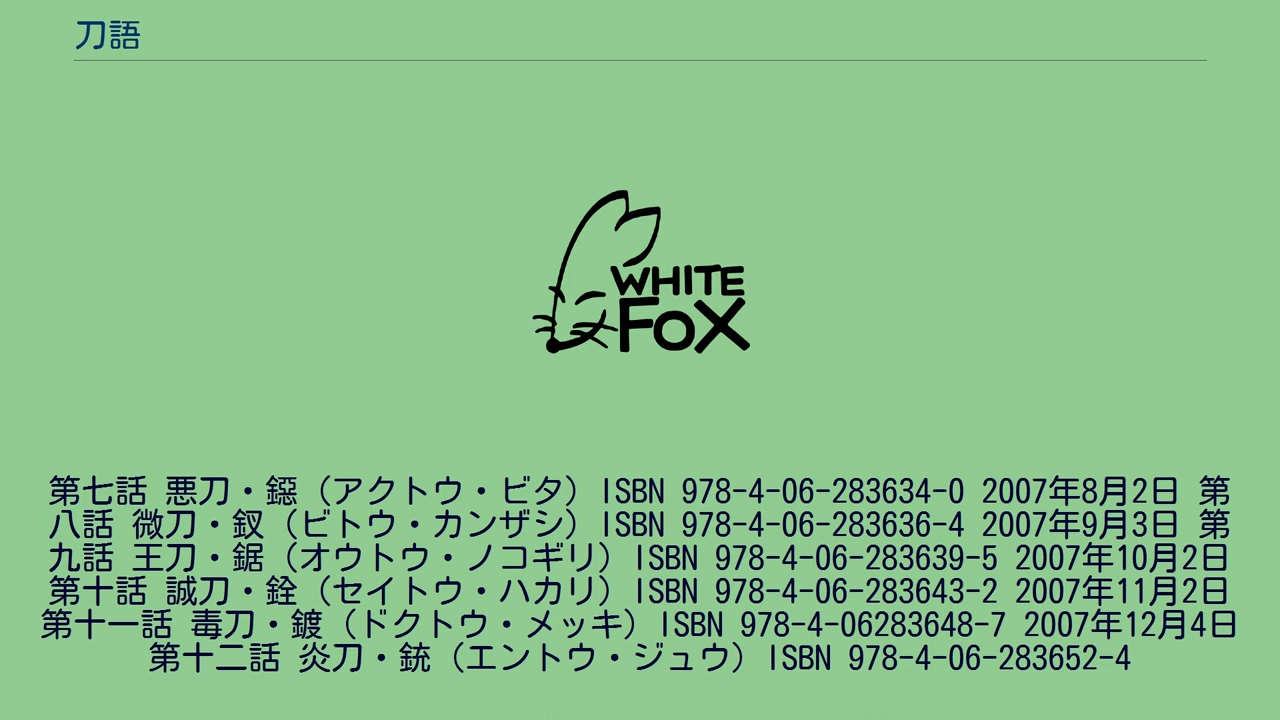 刀語
WHITE
FOX
第七話 悪刀・鐚（アクトウ・ビタ）ISBN 978-4-06-283634-0 2007年8月2日 第
八話 微刀・釵（ビトウ・カンザシ）ISBN 978-4-06-283636-4 2007年9月3日 第
九話 王刀・鋸（オウトウ・ノコギリ）ISBN 978-4-06-283639-5 2007年10月2日
第十話 誠刀・銓（セイトウ・ハカリ）ISBN 978-4-06-283643-2 2007年11月2日
第十一話 毒刀・鍍（ドクトウ・メッキ）ISBN 978-4-06283648-7 2007年12月4日
第十二話 炎刀・銃（エントウ・ジュウ）ISBN 978-4-06-283652-4